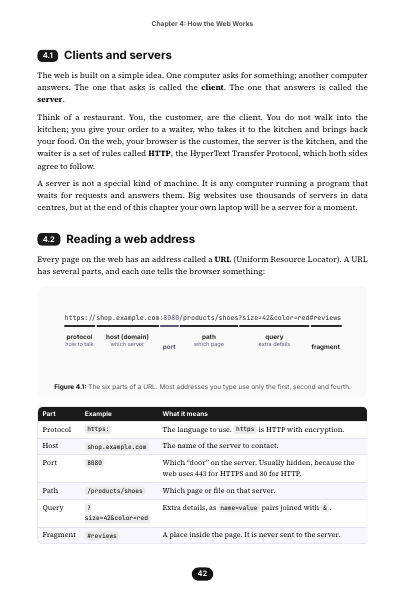 Chapter 4: How the Web Works
4.1 Clients and servers
The web is built on a simple idea. One computer asks for something; another computer
answers. The one that asks is called the client. The one that answers is called the
server.
Think of a restaurant. You, the customer, are the client. You do not walk into the
kitchen; you give your order to a waiter, who takes it to the kitchen and brings back
your food. On the web, your browser is the customer, the server is the kitchen, and the
waiter is a set of rules called HTTP, the HyperText Transfer Protocol, which both sides
agree to follow.
A server is not a special kind of machine. It is any computer running a program that
waits for requests and answers them. Big websites use thousands of servers in data
centres, but at the end of this chapter your own laptop will be a server for a moment.
4.2 Reading a web address
Every page on the web has an address called a URL (Uniform Resource Locator). A URL
has several parts, and each one tells the browser something:
https://shop.example.com:8080/products/shoes?size=42&color=red#reviews
protocol host (domain) port path query fragment
how to talk which server which page extra details
Figure 4.1: The six parts of a URL. Most addresses you type use only the first, second and fourth.
Part Example What it means
Protocol https: The language to use. https is HTTP with encryption.
Host shop.example.com The name of the server to contact.
Port 8080 Which “door” on the server. Usually hidden, because the
web uses 443 for HTTPS and 80 for HTTP.
Path /products/shoes Which page or file on that server.
Query ? Extra details, as name=value pairs joined with & .
size=42&color=red
Fragment #reviews A place inside the page. It is never sent to the server.
42